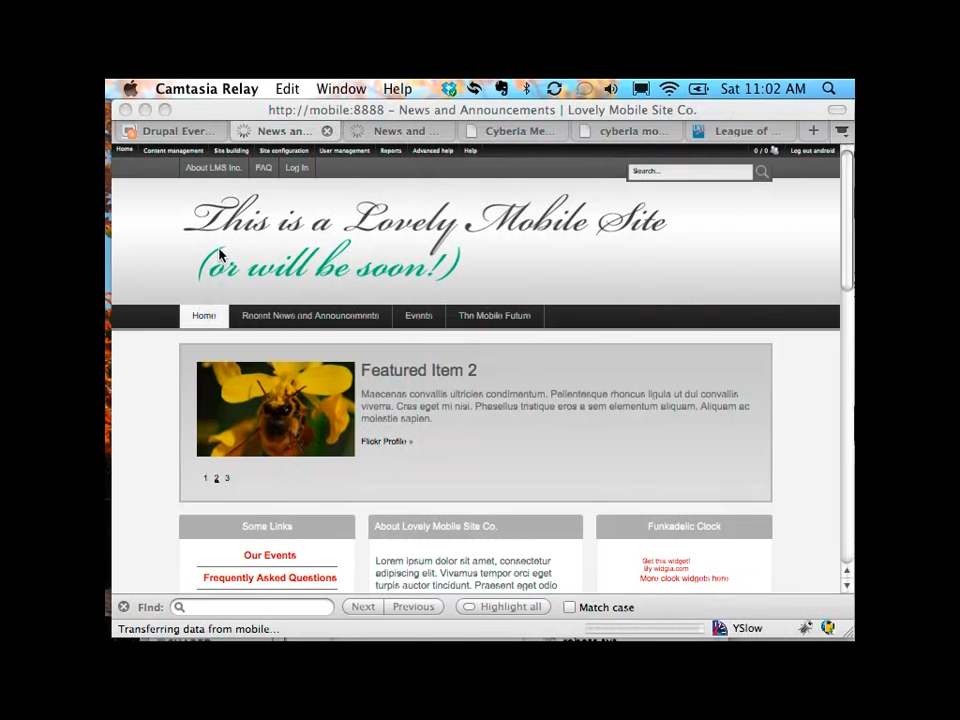 Camtasia Relay Edit Window Help Sat 11:02 AM
http://mobile:8888 – News and Announcements | Lovely Mobile Site Co.
Drupal Ever... News an... News and ... Cyberia Me... cyberia mo... League of ...
Home Content management Site building Site configuration User management Reports Advanced help Help 0 / 0 Log out android
About LMS Inc. FAQ Log In Search...
This is a Lovely Mobile Site
(or will be soon!)
Home Recent News and Announcements Events The Mobile Future
Featured Item 2
Maecenas convallis ultricies condimentum. Pellentesque rhoncus ligula ut dui convallis
viverra. Cras eget mi nisi. Phasellus tristique eros a sem elementum aliquam. Aliquam ac
molestie sapien.
Flickr Profile »
1 2 3
Some Links About Lovely Mobile Site Co. Funkadelic Clock
Our Events
Frequently Asked Questions
Lorem ipsum dolor sit amet, consectetur
adipiscing elit. Vivamus tempor orci eget
turpis auctor tincidunt. Praesent eget odio
Get this widget!
By widgia.com
More clock widgets here
Find: Next Previous Highlight all Match case
Transferring data from mobile... YSlow